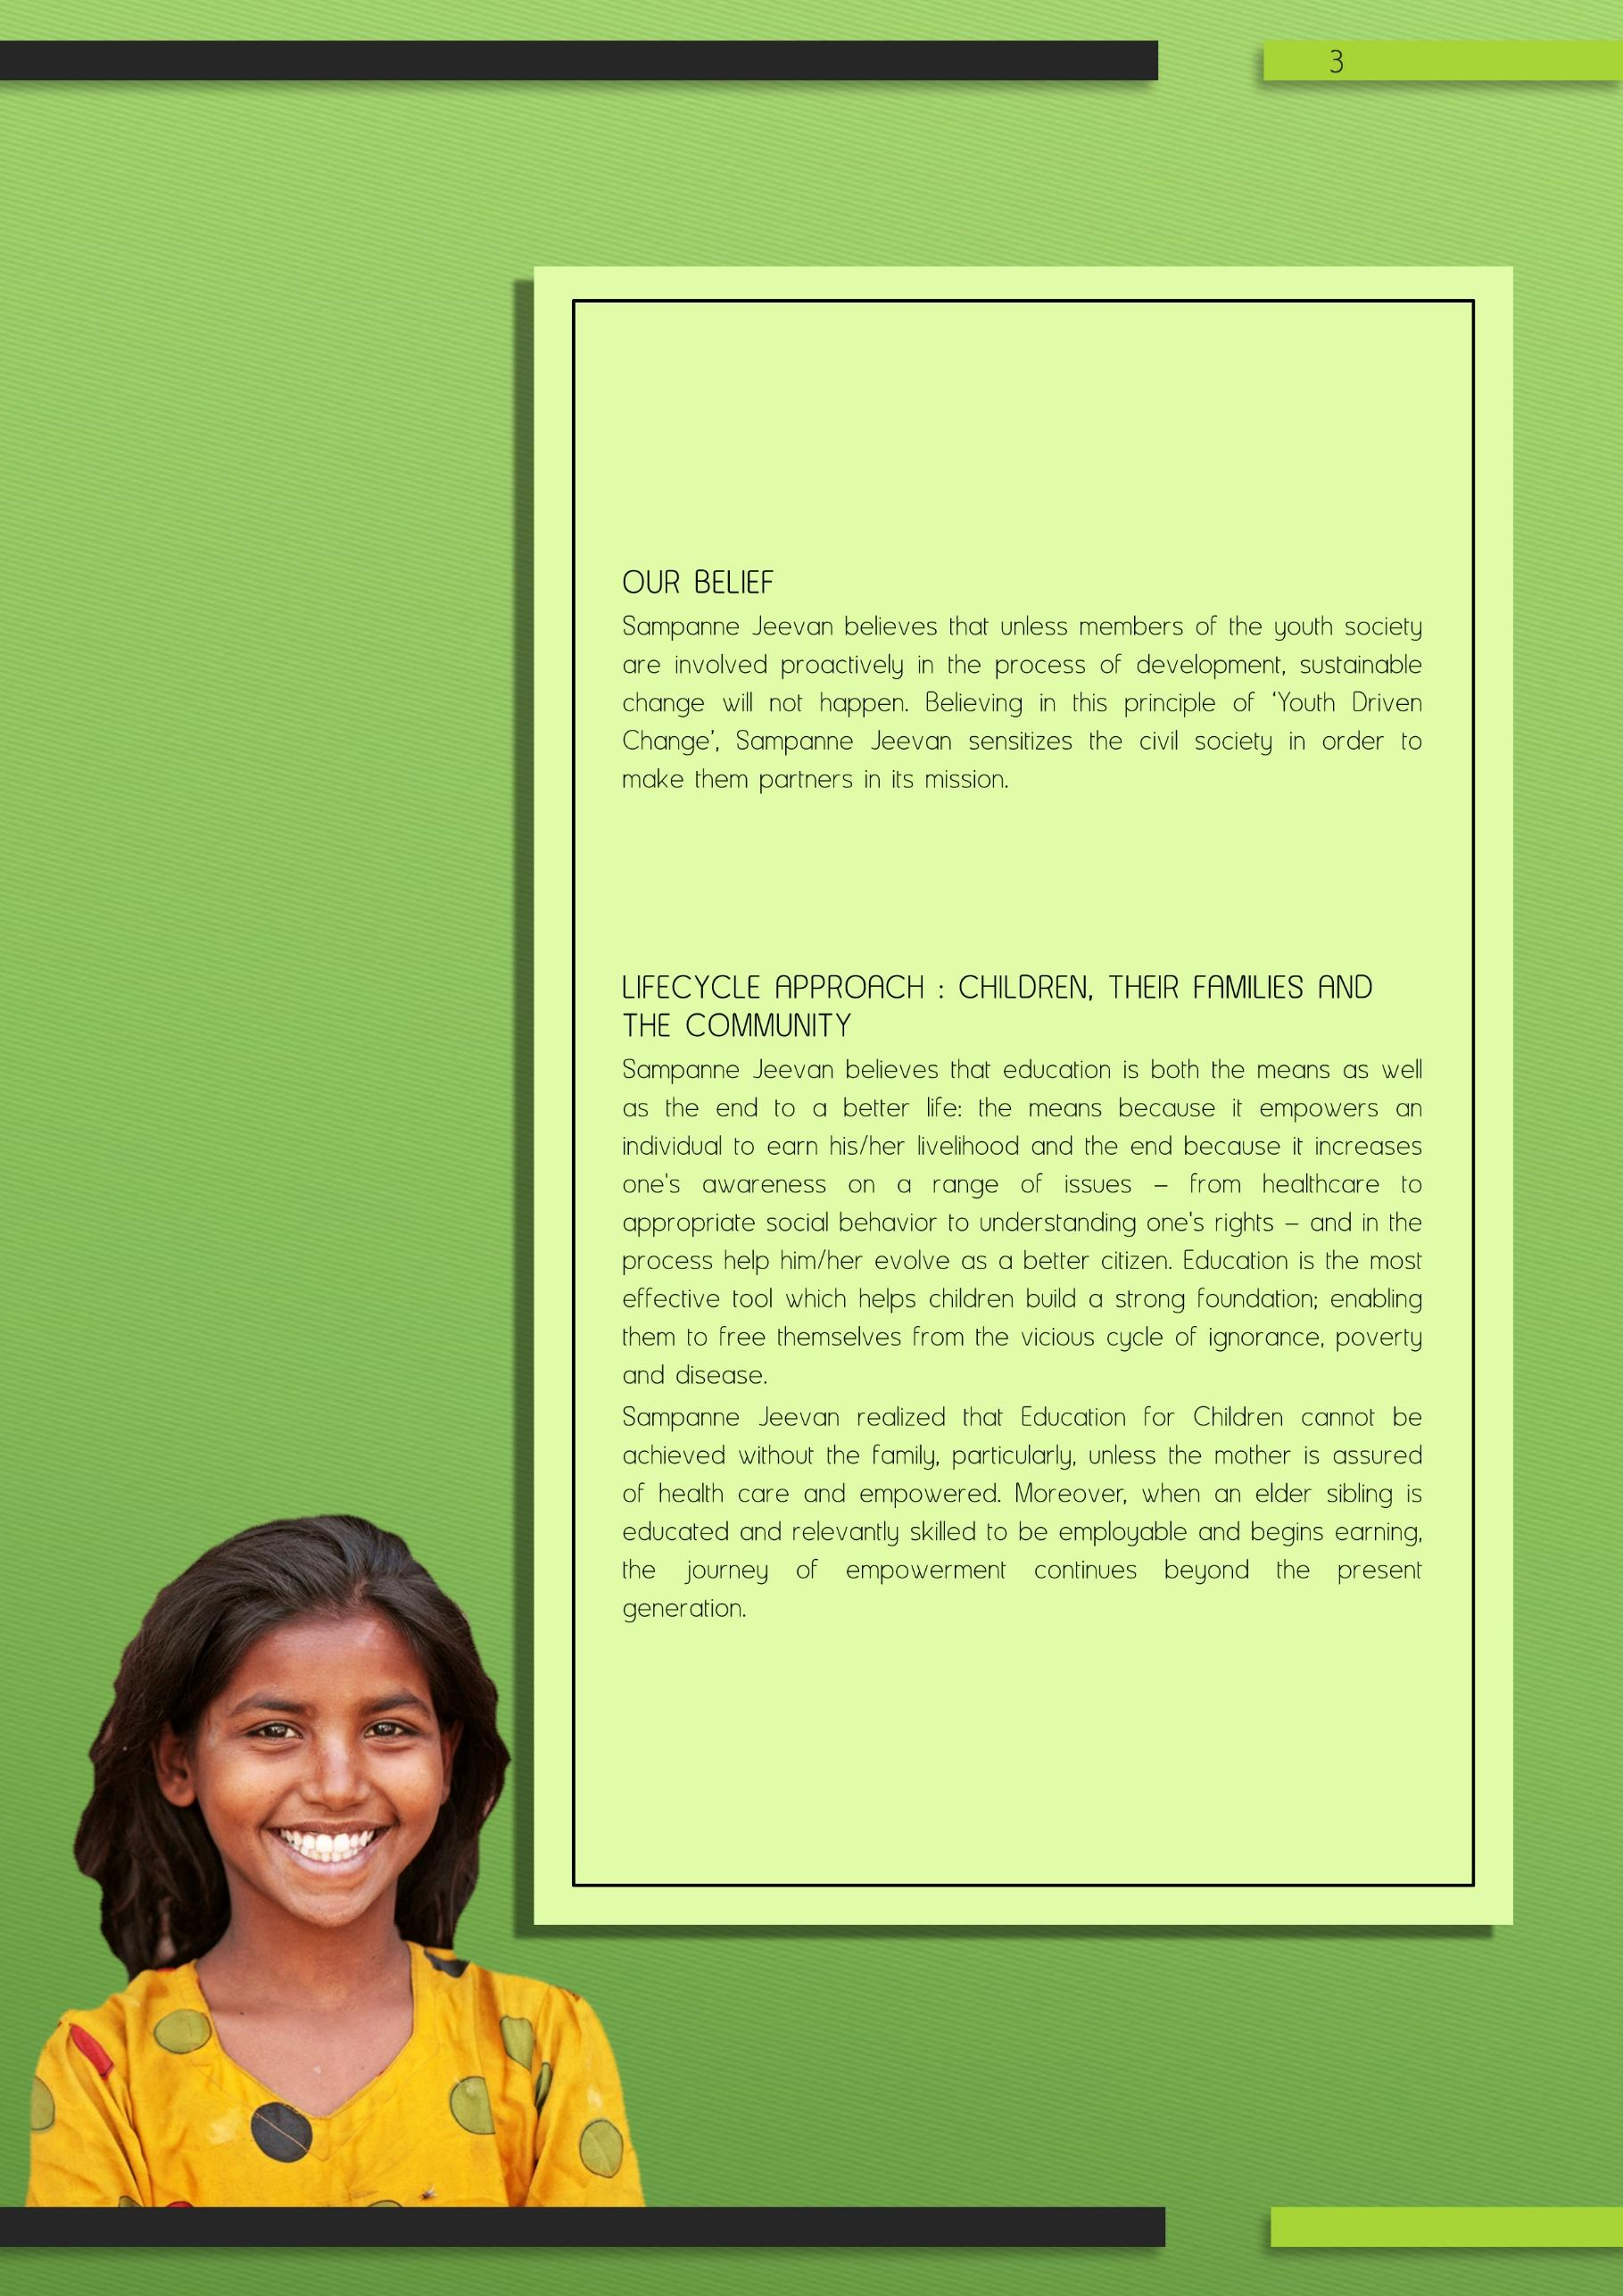 3
OUR BELIEF
Sampanne Jeevan believes that unless members of the youth society
are involved proactively in the process of development, sustainable
change will not happen. Believing in this principle of ‘Youth Driven
Change’, Sampanne Jeevan sensitizes the civil society in order to
make them partners in its mission.
LIFECYCLE APPROACH : CHILDREN, THEIR FAMILIES AND
THE COMMUNITY
Sampanne Jeevan believes that education is both the means as well
as the end to a better life: the means because it empowers an
individual to earn his/her livelihood and the end because it increases
one's awareness on a range of issues – from healthcare to
appropriate social behavior to understanding one's rights – and in the
process help him/her evolve as a better citizen. Education is the most
effective tool which helps children build a strong foundation; enabling
them to free themselves from the vicious cycle of ignorance, poverty
and disease.
Sampanne Jeevan realized that Education for Children cannot be
achieved without the family, particularly, unless the mother is assured
of health care and empowered. Moreover, when an elder sibling is
educated and relevantly skilled to be employable and begins earning,
the journey of empowerment continues beyond the present
generation.